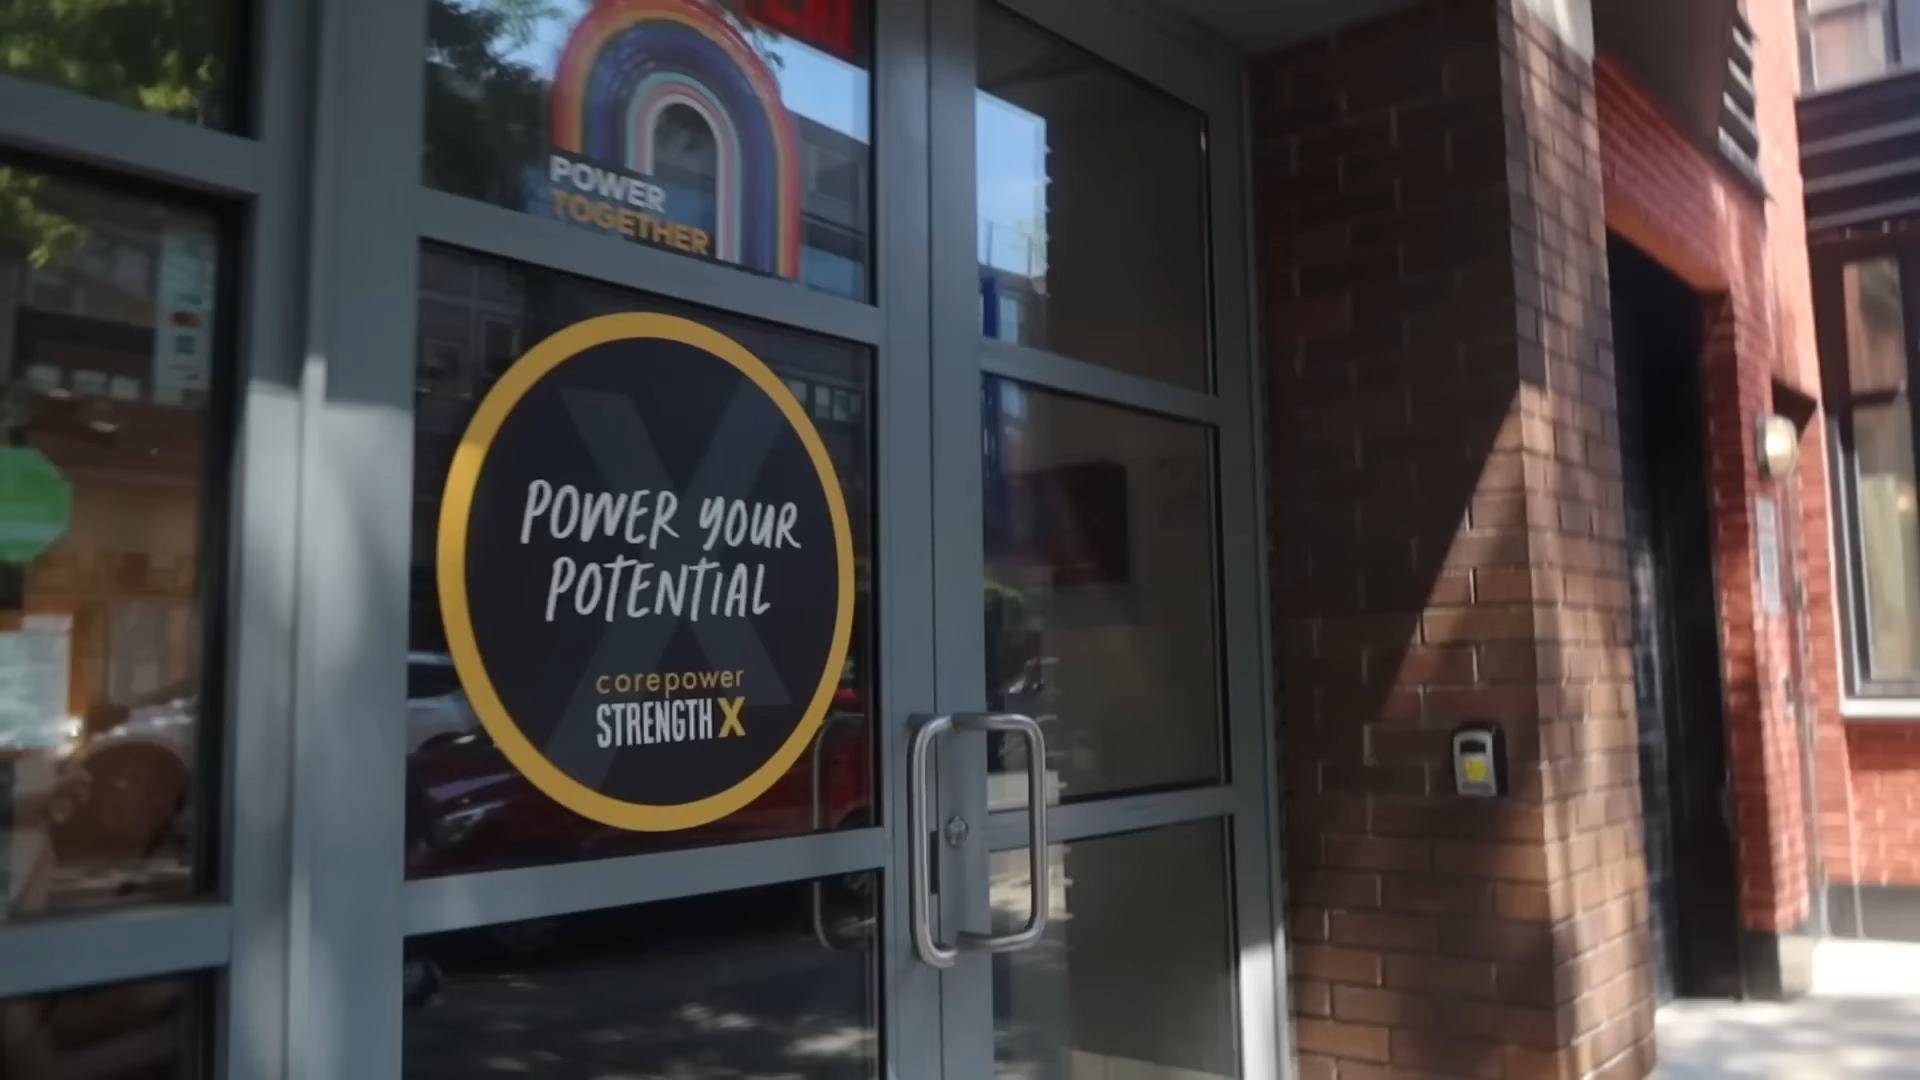 POWER
TOGETHER
POWER YOUR
POTENTIAL
corepower
STRENGTH X